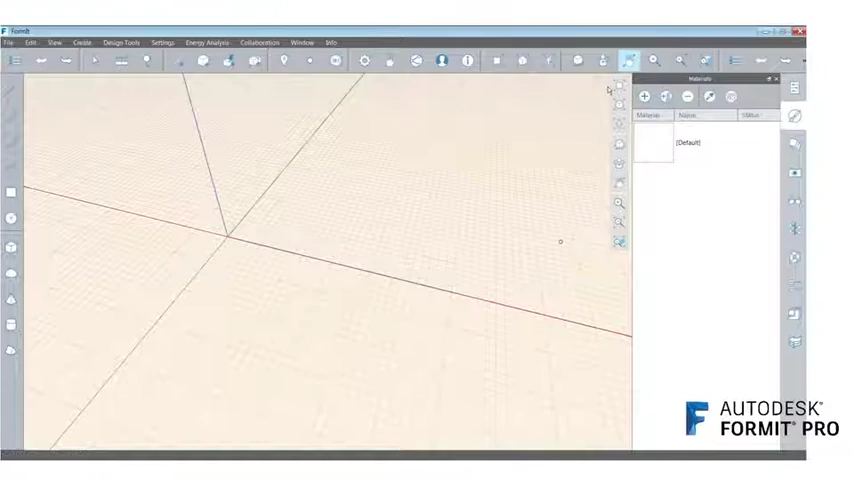 FormIt
File Edit View Create Design Tools Settings Energy Analysis Collaboration Window Info
Materials
Material Name Status
[Default]
AUTODESK®
FORMIT® PRO